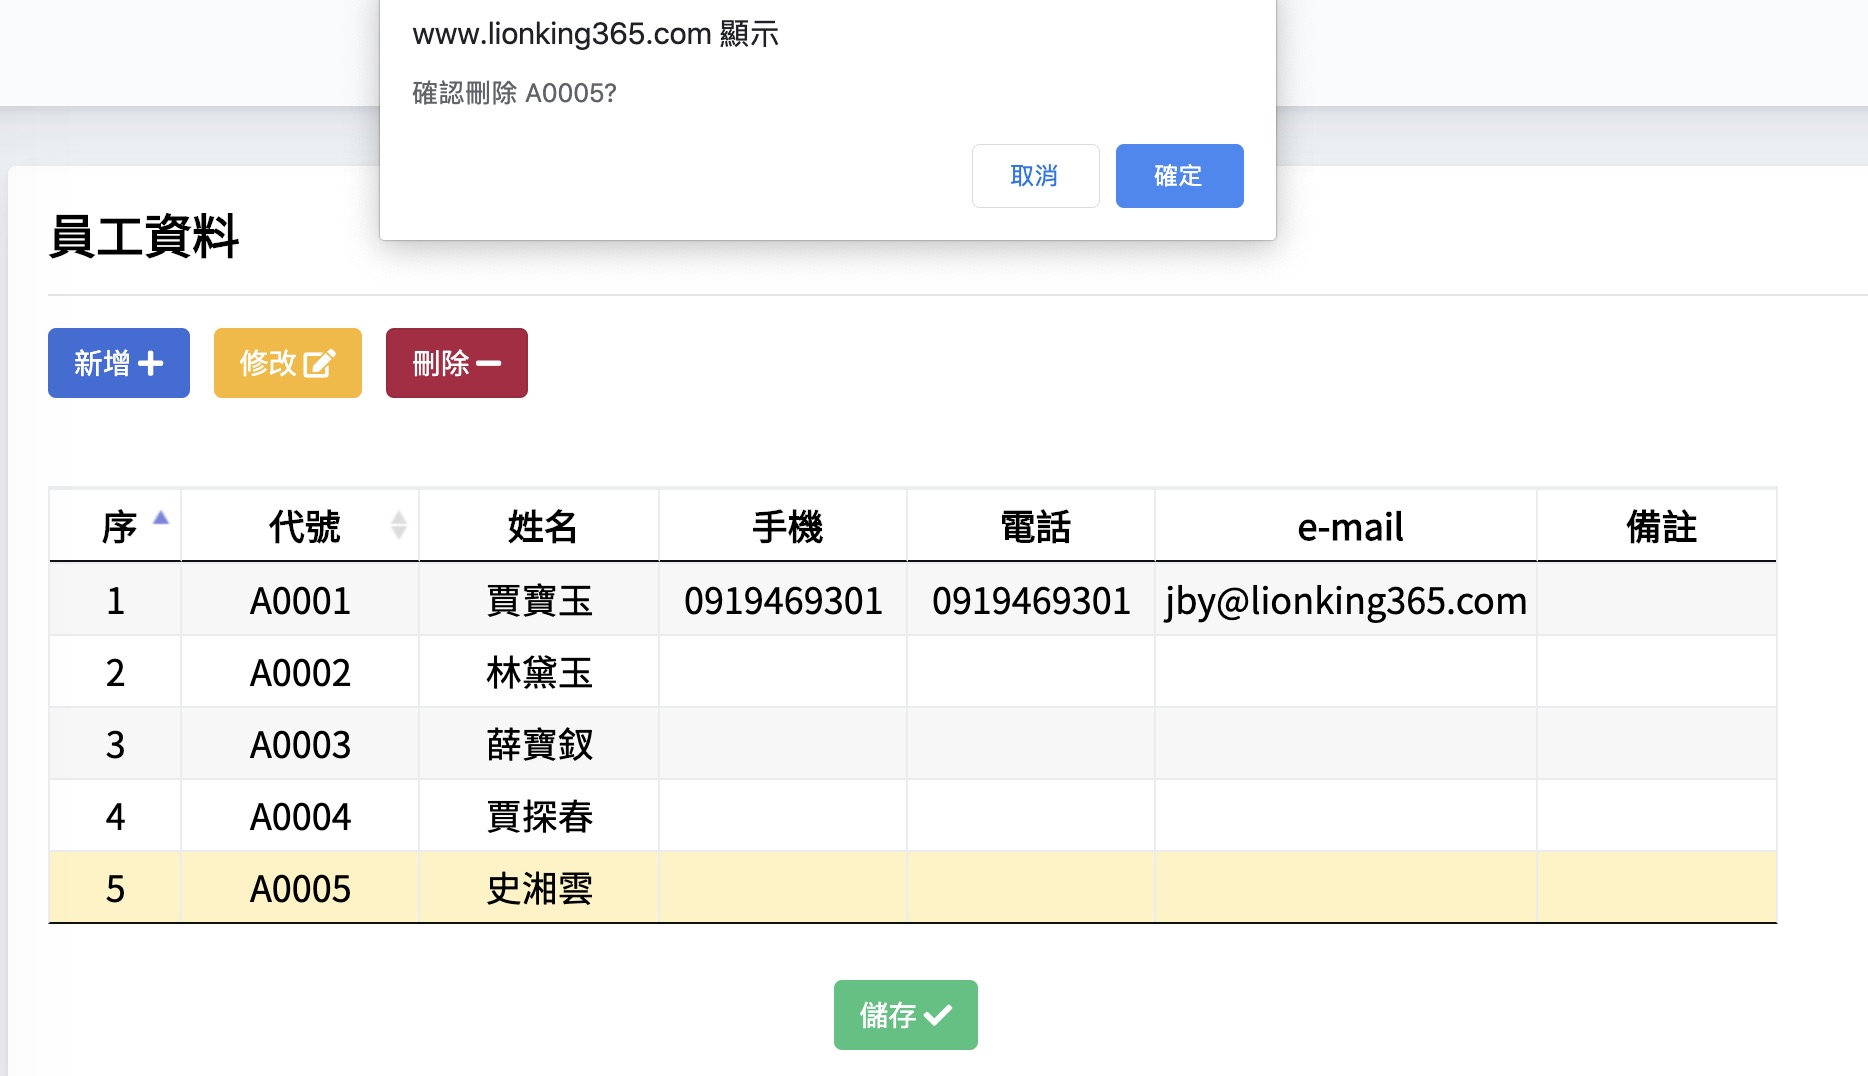 www.lionking365.com 顯示
確認刪除 A0005?
取消 確定
員工資料
新增 修改 刪除
序 代號 姓名 手機 電話 e-mail 備註
1 A0001 賈寶玉 0919469301 0919469301 jby@lionking365.com
2 A0002 林黛玉
3 A0003 薛寶釵
4 A0004 賈探春
5 A0005 史湘雲
儲存